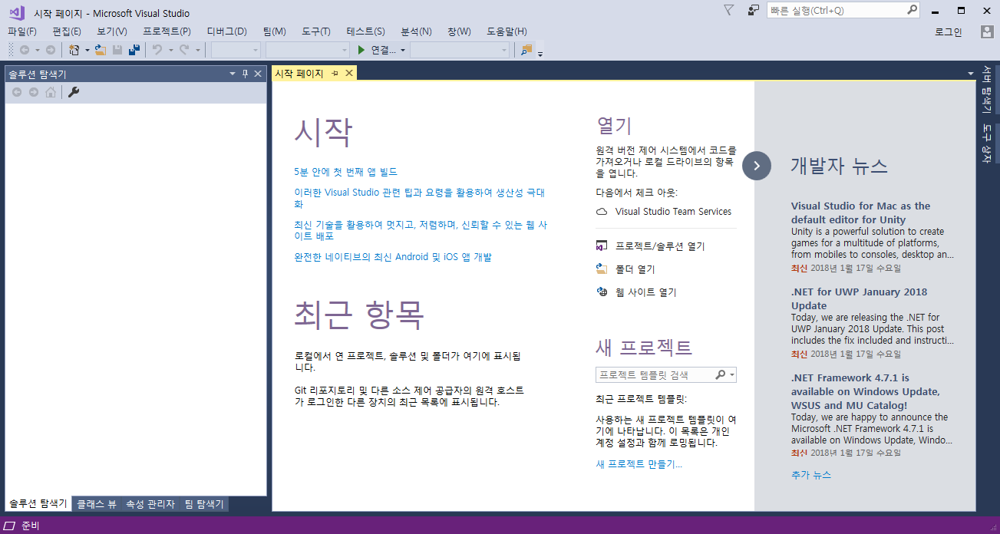 시작 페이지 - Microsoft Visual Studio
빠른 실행(Ctrl+Q)
파일(F) 편집(E) 보기(V) 프로젝트(P) 디버그(D) 팀(M) 도구(T) 테스트(S) 분석(N) 창(W) 도움말(H)
로그인
연결...
솔루션 탐색기
시작 페이지
시작
5분 안에 첫 번째 앱 빌드
이러한 Visual Studio 관련 팁과 요령을 활용하여 생산성 극대
화
최신 기술을 활용하여 멋지고, 저렴하며, 신뢰할 수 있는 웹 사
이트 배포
완전한 네이티브의 최신 Android 및 iOS 앱 개발
최근 항목
로컬에서 연 프로젝트, 솔루션 및 폴더가 여기에 표시됩
니다.
Git 리포지토리 및 다른 소스 제어 공급자의 원격 호스트
가 로그인한 다른 장치의 최근 목록에 표시됩니다.
열기
원격 버전 제어 시스템에서 코드를
가져오거나 로컬 드라이브의 항목
을 엽니다.
다음에서 체크 아웃:
Visual Studio Team Services
프로젝트/솔루션 열기
폴더 열기
웹 사이트 열기
새 프로젝트
프로젝트 템플릿 검색
최근 프로젝트 템플릿:
사용하는 새 프로젝트 템플릿이 여
기에 나타납니다. 이 목록은 개인
계정 설정과 함께 로밍됩니다.
새 프로젝트 만들기...
개발자 뉴스
Visual Studio for Mac as the
default editor for Unity
Unity is a powerful solution to create
games for a multitude of platforms,
from mobiles to consoles, desktop an...
최신 2018년 1월 17일 수요일
.NET for UWP January 2018
Update
Today, we are releasing the .NET for
UWP January 2018 Update. This post
includes the fix included and instructi...
최신 2018년 1월 17일 수요일
.NET Framework 4.7.1 is
available on Windows Update,
WSUS and MU Catalog!
Today, we are happy to announce the
Microsoft .NET Framework 4.7.1 is
available on Windows Update, Windo...
최신 2018년 1월 17일 수요일
추가 뉴스
서버 탐색기
도구 상자
솔루션 탐색기 클래스 뷰 속성 관리자 팀 탐색기
준비